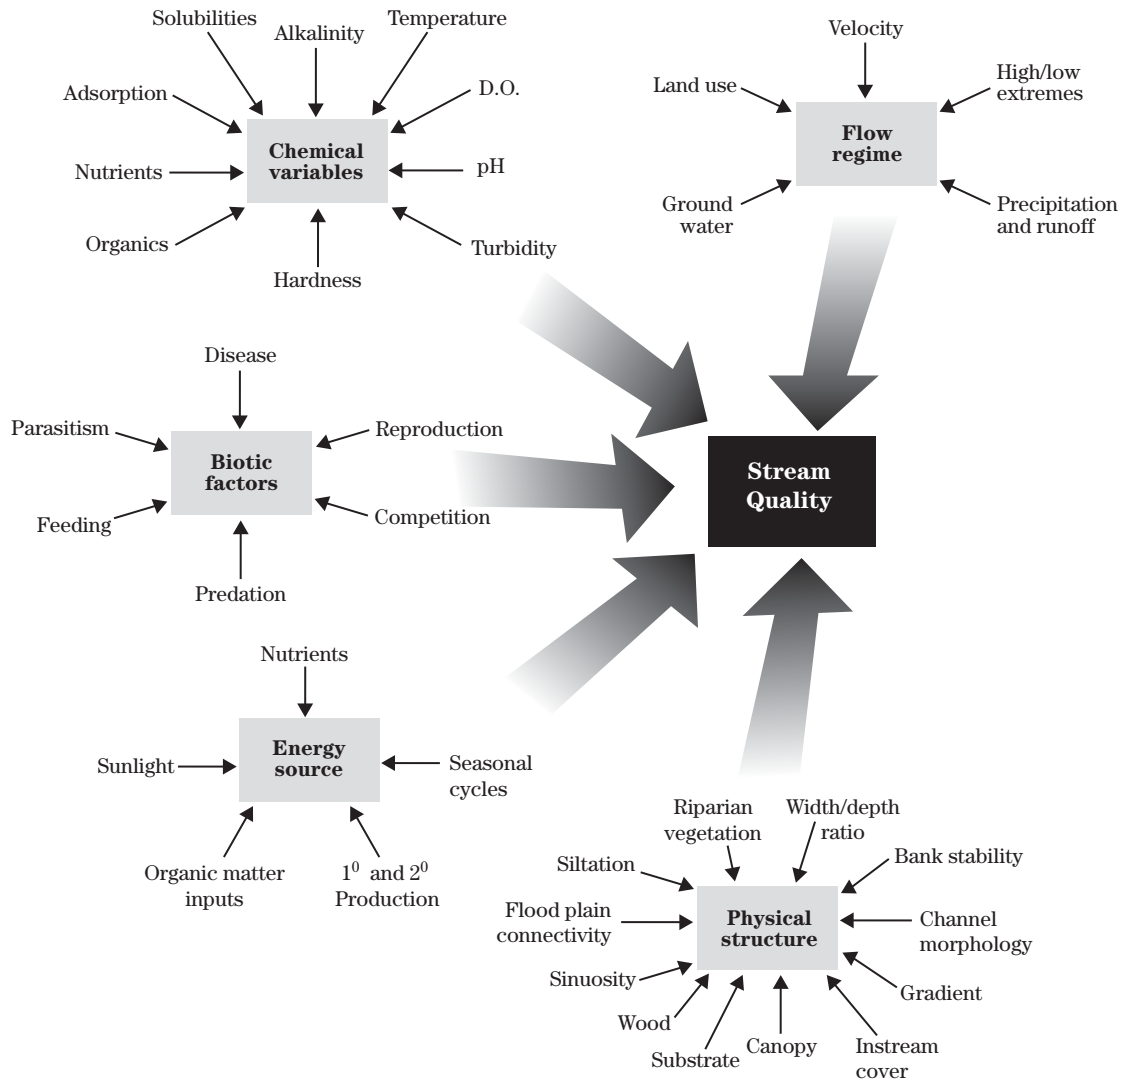 Solubilities
Alkalinity
Temperature
Adsorption
D.O.
Nutrients
pH
Organics
Turbidity
Hardness
Chemical
variables
Velocity
Land use
High/low
extremes
Flow
regime
Ground
water
Precipitation
and runoff
Disease
Parasitism
Reproduction
Biotic
factors
Feeding
Competition
Predation
Stream
Quality
Nutrients
Sunlight
Energy
source
Seasonal
cycles
Organic matter
inputs
1⁰ and 2⁰
Production
Riparian
vegetation
Width/depth
ratio
Siltation
Bank stability
Flood plain
connectivity
Physical
structure
Channel
morphology
Sinuosity
Gradient
Wood
Substrate
Canopy
Instream
cover